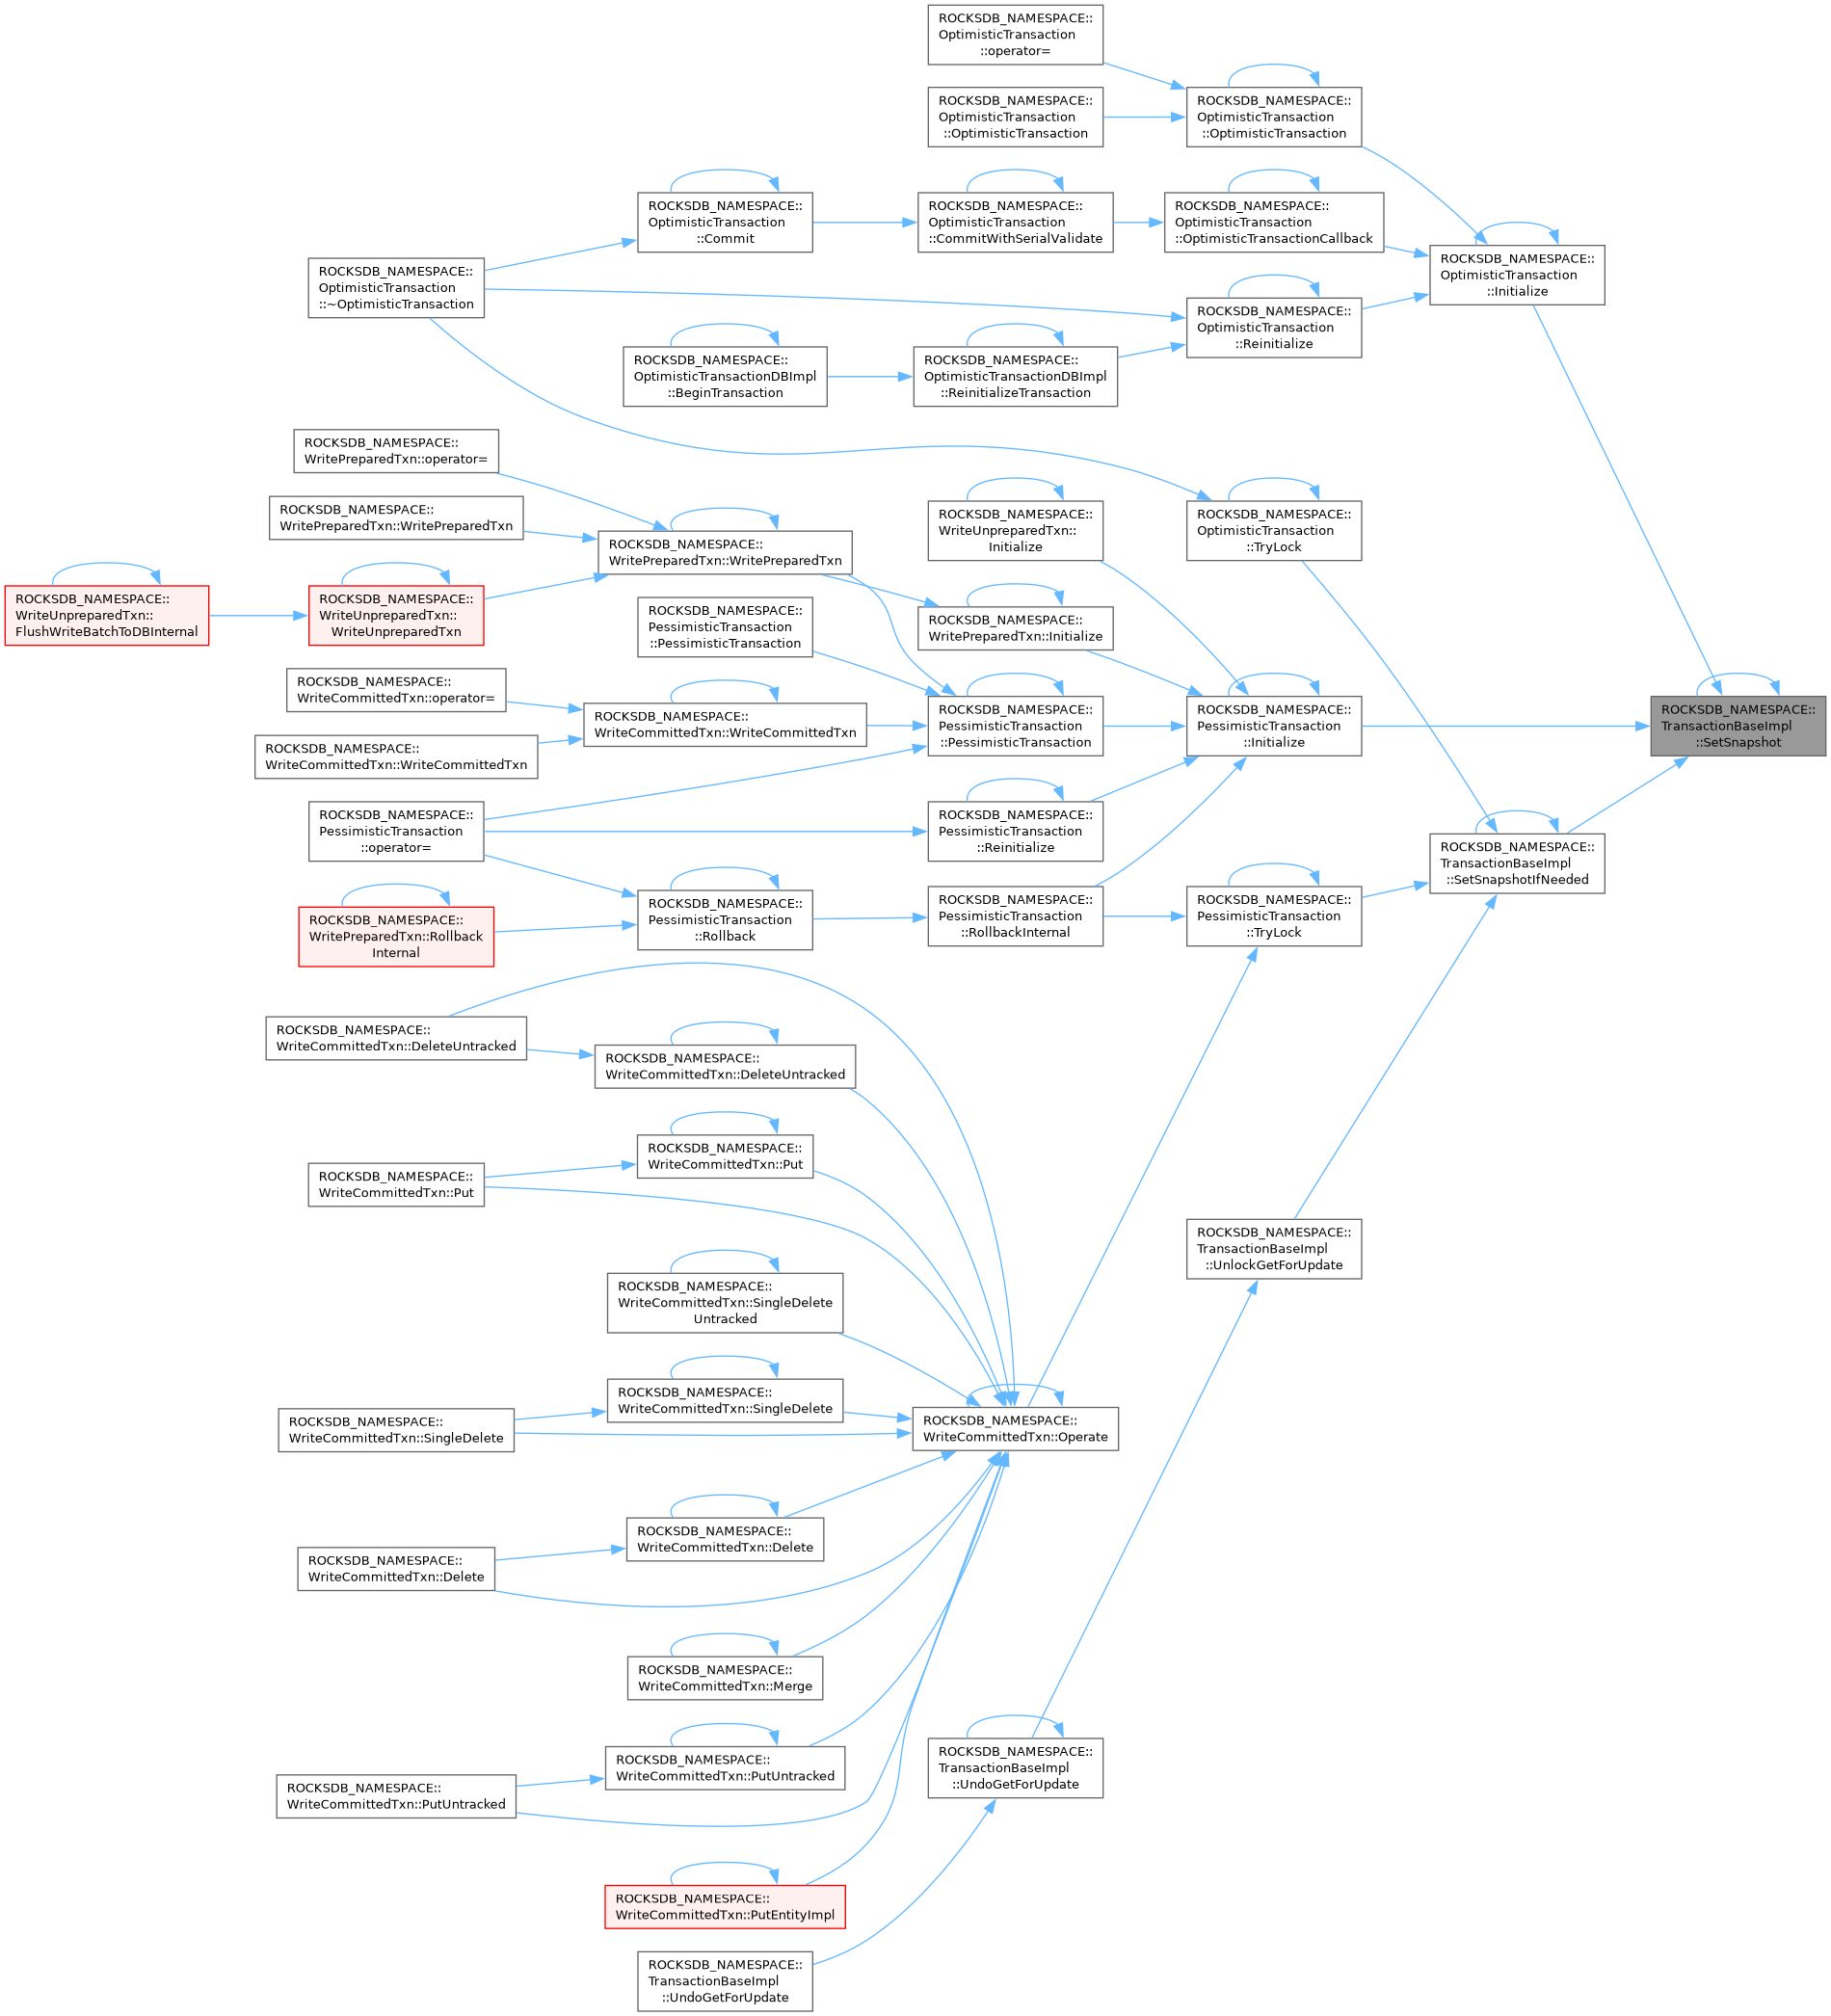 ROCKSDB_NAMESPACE::
OptimisticTransaction
::operator=
ROCKSDB_NAMESPACE::
OptimisticTransaction
::OptimisticTransaction
ROCKSDB_NAMESPACE::
OptimisticTransaction
::OptimisticTransaction
ROCKSDB_NAMESPACE::
OptimisticTransaction
::Commit
ROCKSDB_NAMESPACE::
OptimisticTransaction
::CommitWithSerialValidate
ROCKSDB_NAMESPACE::
OptimisticTransaction
::OptimisticTransactionCallback
ROCKSDB_NAMESPACE::
OptimisticTransaction
::Initialize
ROCKSDB_NAMESPACE::
OptimisticTransaction
::~OptimisticTransaction
ROCKSDB_NAMESPACE::
OptimisticTransaction
::Reinitialize
ROCKSDB_NAMESPACE::
OptimisticTransactionDBImpl
::BeginTransaction
ROCKSDB_NAMESPACE::
OptimisticTransactionDBImpl
::ReinitializeTransaction
ROCKSDB_NAMESPACE::
WritePreparedTxn::operator=
ROCKSDB_NAMESPACE::
WritePreparedTxn::WritePreparedTxn
ROCKSDB_NAMESPACE::
WriteUnpreparedTxn::
Initialize
ROCKSDB_NAMESPACE::
OptimisticTransaction
::TryLock
ROCKSDB_NAMESPACE::
WritePreparedTxn::WritePreparedTxn
ROCKSDB_NAMESPACE::
WriteUnpreparedTxn::
FlushWriteBatchToDBInternal
ROCKSDB_NAMESPACE::
WriteUnpreparedTxn::
WriteUnpreparedTxn
ROCKSDB_NAMESPACE::
PessimisticTransaction
::PessimisticTransaction
ROCKSDB_NAMESPACE::
WritePreparedTxn::Initialize
ROCKSDB_NAMESPACE::
WriteCommittedTxn::operator=
ROCKSDB_NAMESPACE::
WriteCommittedTxn::WriteCommittedTxn
ROCKSDB_NAMESPACE::
PessimisticTransaction
::PessimisticTransaction
ROCKSDB_NAMESPACE::
PessimisticTransaction
::Initialize
ROCKSDB_NAMESPACE::
TransactionBaseImpl
::SetSnapshot
ROCKSDB_NAMESPACE::
WriteCommittedTxn::WriteCommittedTxn
ROCKSDB_NAMESPACE::
PessimisticTransaction
::operator=
ROCKSDB_NAMESPACE::
PessimisticTransaction
::Reinitialize
ROCKSDB_NAMESPACE::
TransactionBaseImpl
::SetSnapshotIfNeeded
ROCKSDB_NAMESPACE::
WritePreparedTxn::Rollback
Internal
ROCKSDB_NAMESPACE::
PessimisticTransaction
::Rollback
ROCKSDB_NAMESPACE::
PessimisticTransaction
::RollbackInternal
ROCKSDB_NAMESPACE::
PessimisticTransaction
::TryLock
ROCKSDB_NAMESPACE::
WriteCommittedTxn::DeleteUntracked
ROCKSDB_NAMESPACE::
WriteCommittedTxn::DeleteUntracked
ROCKSDB_NAMESPACE::
WriteCommittedTxn::Put
ROCKSDB_NAMESPACE::
WriteCommittedTxn::Put
ROCKSDB_NAMESPACE::
TransactionBaseImpl
::UnlockGetForUpdate
ROCKSDB_NAMESPACE::
WriteCommittedTxn::SingleDelete
Untracked
ROCKSDB_NAMESPACE::
WriteCommittedTxn::SingleDelete
ROCKSDB_NAMESPACE::
WriteCommittedTxn::SingleDelete
ROCKSDB_NAMESPACE::
WriteCommittedTxn::Operate
ROCKSDB_NAMESPACE::
WriteCommittedTxn::Delete
ROCKSDB_NAMESPACE::
WriteCommittedTxn::Delete
ROCKSDB_NAMESPACE::
WriteCommittedTxn::Merge
ROCKSDB_NAMESPACE::
WriteCommittedTxn::PutUntracked
ROCKSDB_NAMESPACE::
WriteCommittedTxn::PutUntracked
ROCKSDB_NAMESPACE::
TransactionBaseImpl
::UndoGetForUpdate
ROCKSDB_NAMESPACE::
WriteCommittedTxn::PutEntityImpl
ROCKSDB_NAMESPACE::
TransactionBaseImpl
::UndoGetForUpdate